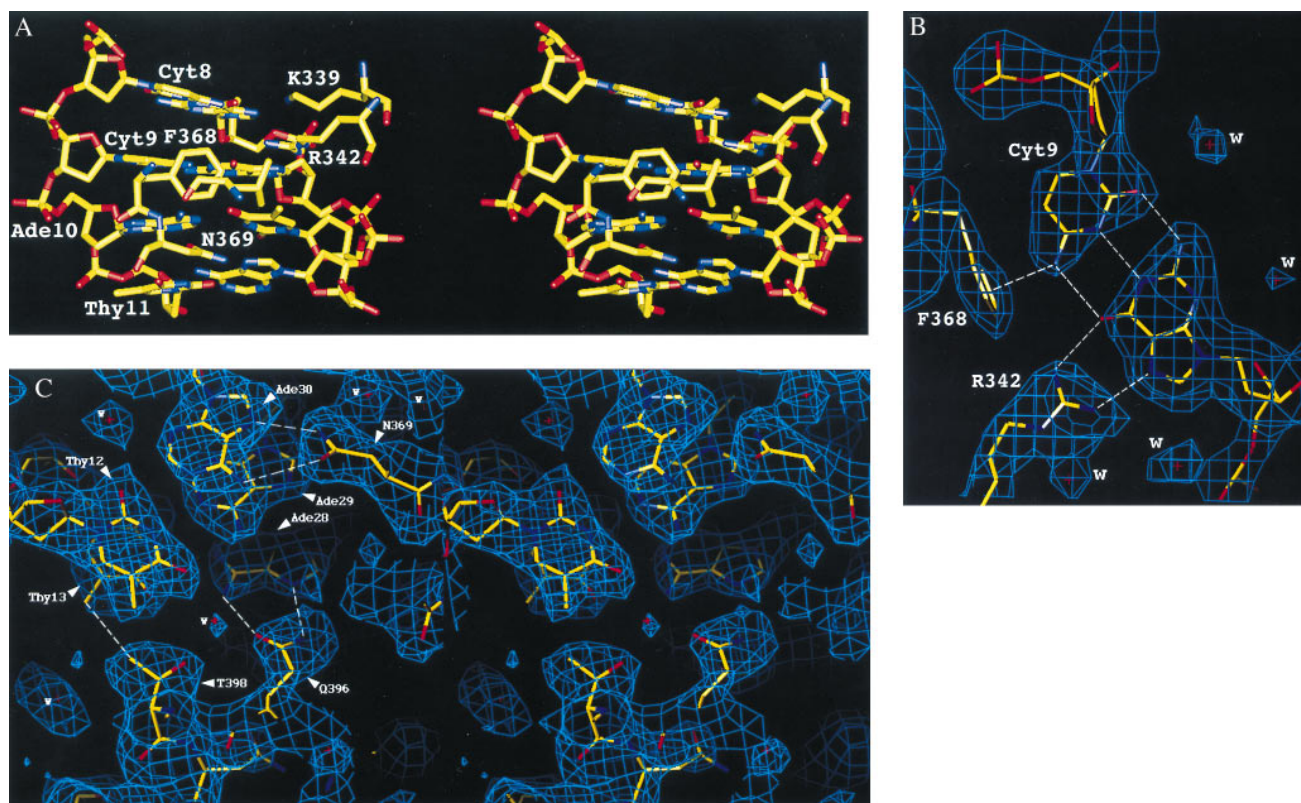 A
Cyt8
K339
Cyt9 F368
R342
Ade10
N369
Thy11
B
Cyt9
W
W
F368
R342
W
W
C
Ade30
w
w
w
N369
Thy12
Ade29
Ade28
Thy13
w
T398
Q396
w